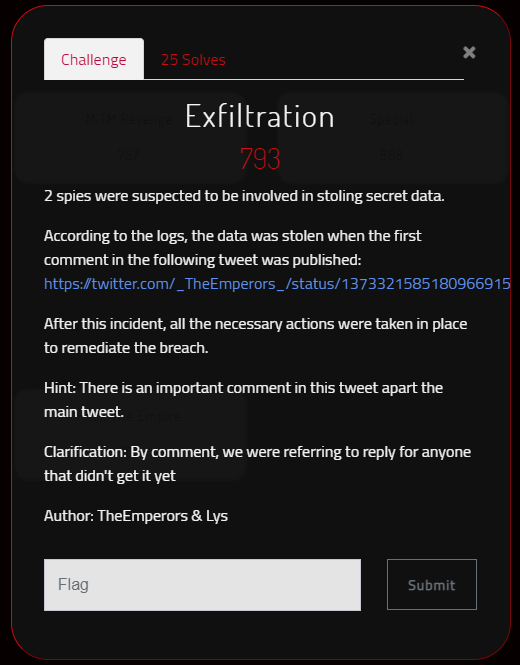 Challenge
25 Solves
×
Exfiltration
793
2 spies were suspected to be involved in stoling secret data.
According to the logs, the data was stolen when the first
comment in the following tweet was published:
https://twitter.com/_TheEmperors_/status/1373321585180966915
After this incident, all the necessary actions were taken in place
to remediate the breach.
Hint: There is an important comment in this tweet apart the
main tweet.
Clarification: By comment, we were referring to reply for anyone
that didn't get it yet
Author: TheEmperors & Lys
Flag
Submit